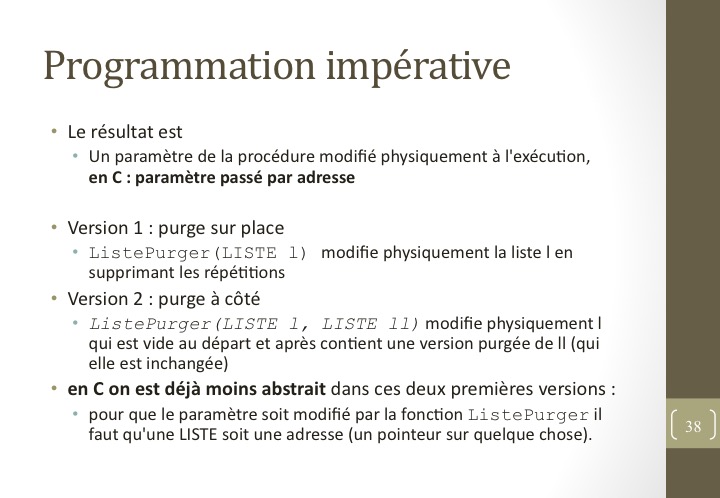 Programmation impérative
• Le résultat est
• Un paramètre de la procédure modifié physiquement à l'exécution,
en C : paramètre passé par adresse
• Version 1 : purge sur place
• ListePurger(LISTE l) modifie physiquement la liste l en
supprimant les répétitions
• Version 2 : purge à côté
• ListePurger(LISTE l, LISTE ll) modifie physiquement l
qui est vide au départ et après contient une version purgée de ll (qui
elle est inchangée)
• en C on est déjà moins abstrait dans ces deux premières versions :
• pour que le paramètre soit modifié par la fonction ListePurger il
faut qu'une LISTE soit une adresse (un pointeur sur quelque chose).
38